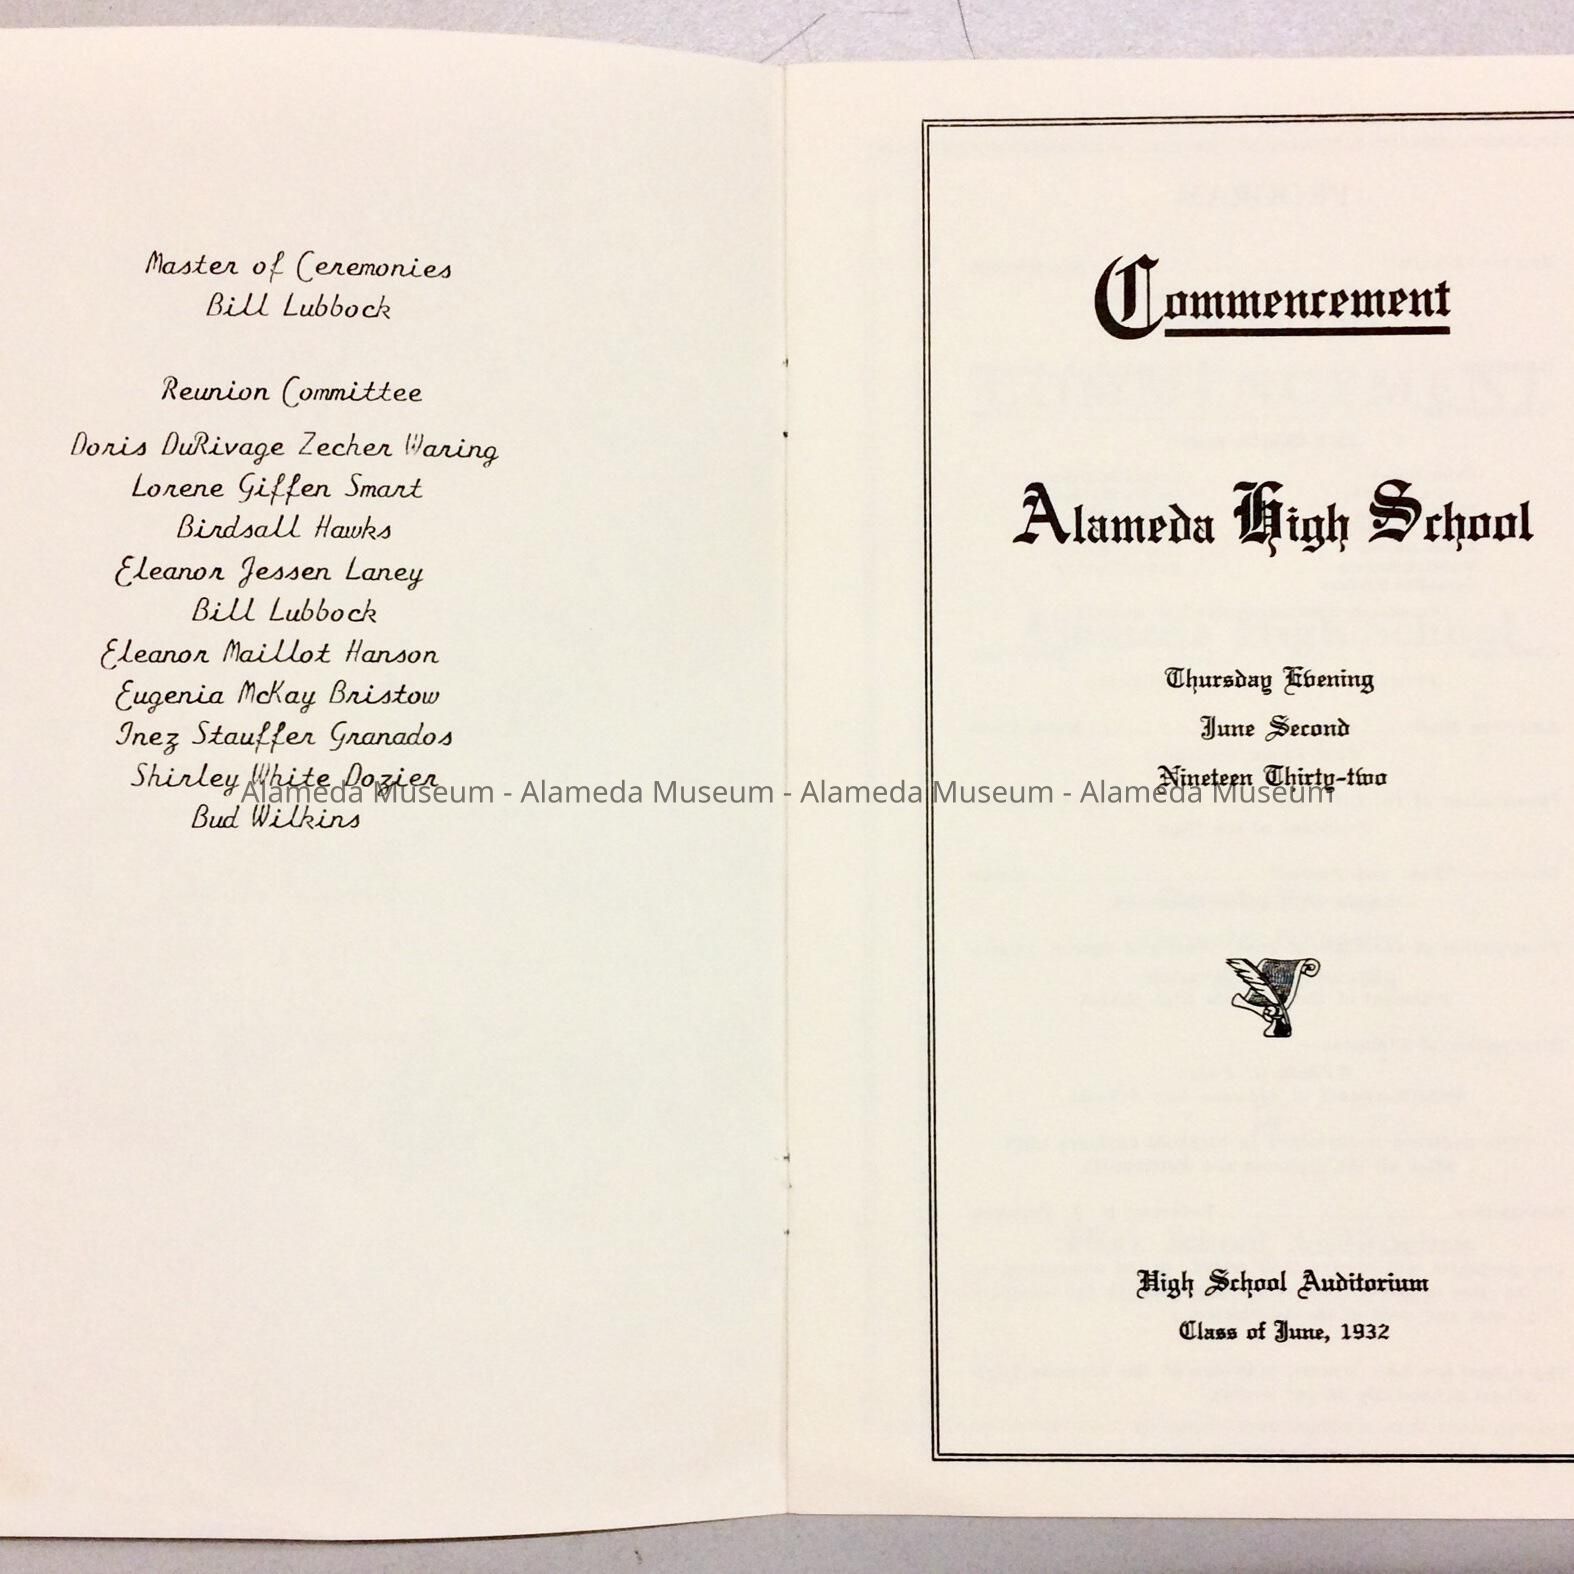 Master of Ceremonies
Bill Lubbock
Reunion Committee
Doris DuRivage Zecher Waring
Lorene Giffen Smart
Birdsall Hawks
Eleanor Jessen Laney
Bill Lubbock
Eleanor Maillot Hanson
Eugenia McKay Bristow
Inez Stauffer Granados
Shirley White Dozier
Bud Wilkins
Commencement
Alameda High School
Thursday Evening
June Second
Nineteen Thirty-two
High School Auditorium
Class of June, 1932
Alameda Museum - Alameda Museum - Alameda Museum - Alameda Museum